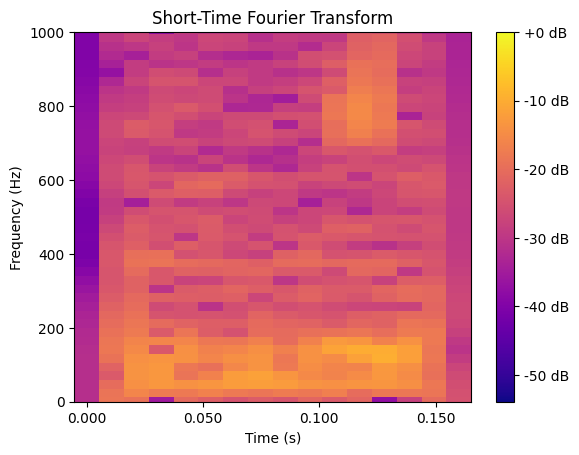 Short-Time Fourier Transform
1000
800
600
400
200
0
Frequency (Hz)
0.000
0.050
0.100
0.150
Time (s)
+0 dB
-10 dB
-20 dB
-30 dB
-40 dB
-50 dB